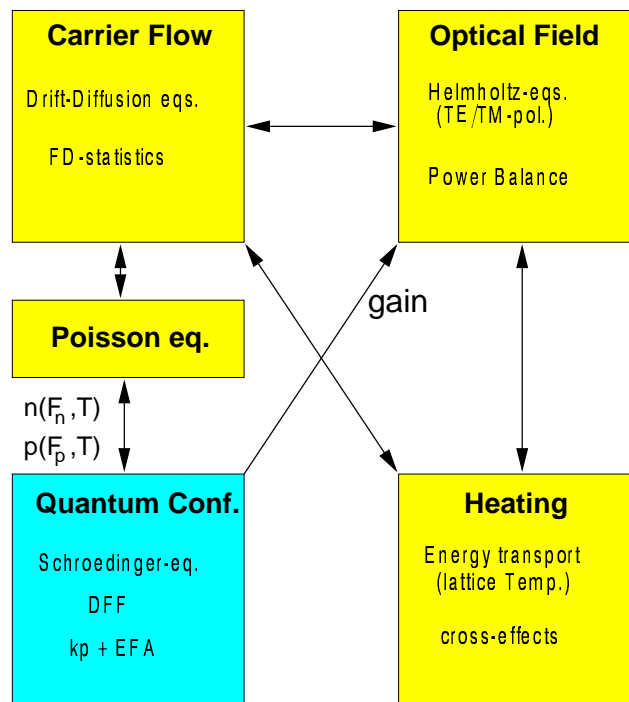 Carrier Flow
Drift-Diffusion eqs.
FD-statistics
Optical Field
Helmholtz-eqs.
(TE/TM-pol.)
Power Balance
gain
Poisson eq.
n(Fn,T)
p(Fp,T)
Quantum Conf.
Schroedinger-eq.
DFF
kp + EFA
Heating
Energy transport
(lattice Temp.)
cross-effects